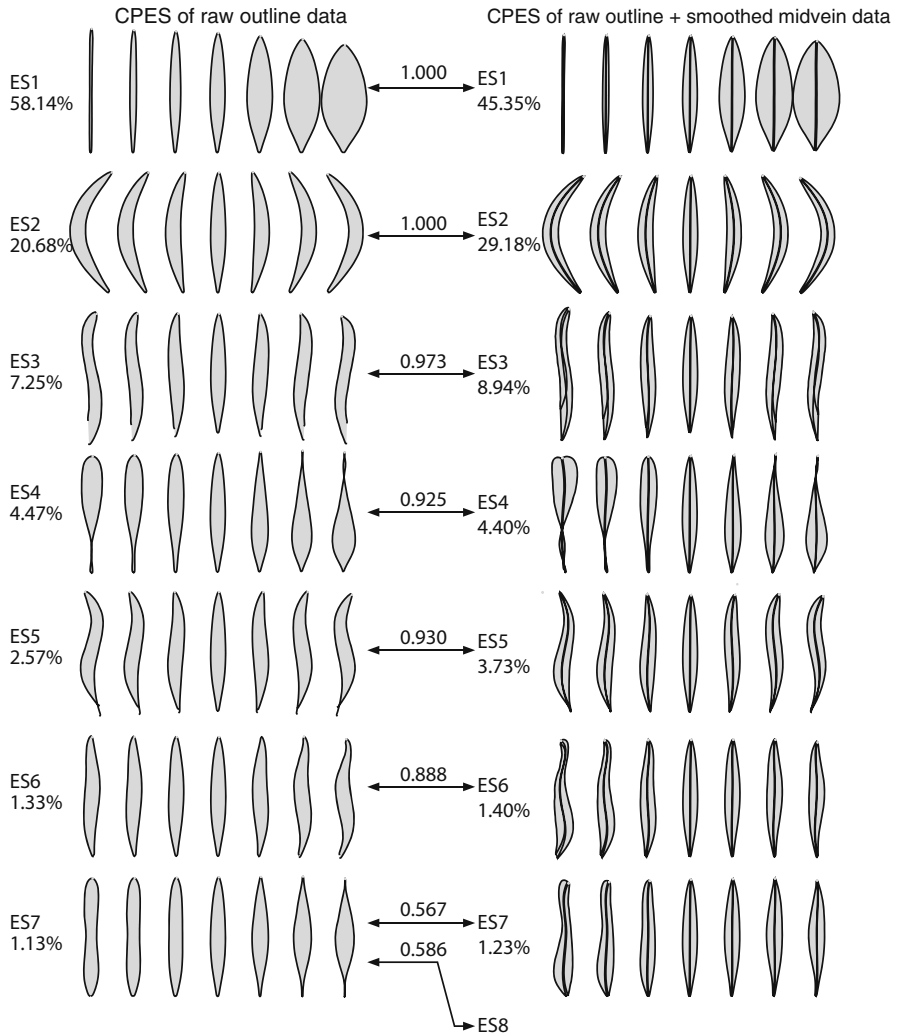 CPES of raw outline data
CPES of raw outline + smoothed midvein data
ES1
58.14%
1.000
ES1
45.35%
ES2
20.68%
1.000
ES2
29.18%
ES3
7.25%
0.973
ES3
8.94%
ES4
4.47%
0.925
ES4
4.40%
ES5
2.57%
0.930
ES5
3.73%
ES6
1.33%
0.888
ES6
1.40%
ES7
1.13%
0.567
0.586
ES7
1.23%
ES8